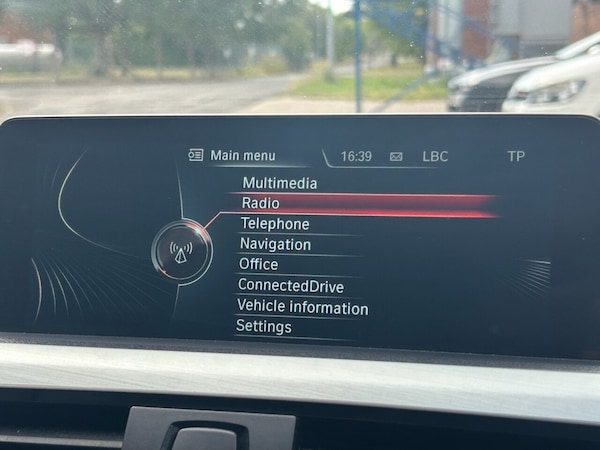 Main menu 16:39 LBC TP
Multimedia
Radio
Telephone
Navigation
Office
ConnectedDrive
Vehicle information
Settings